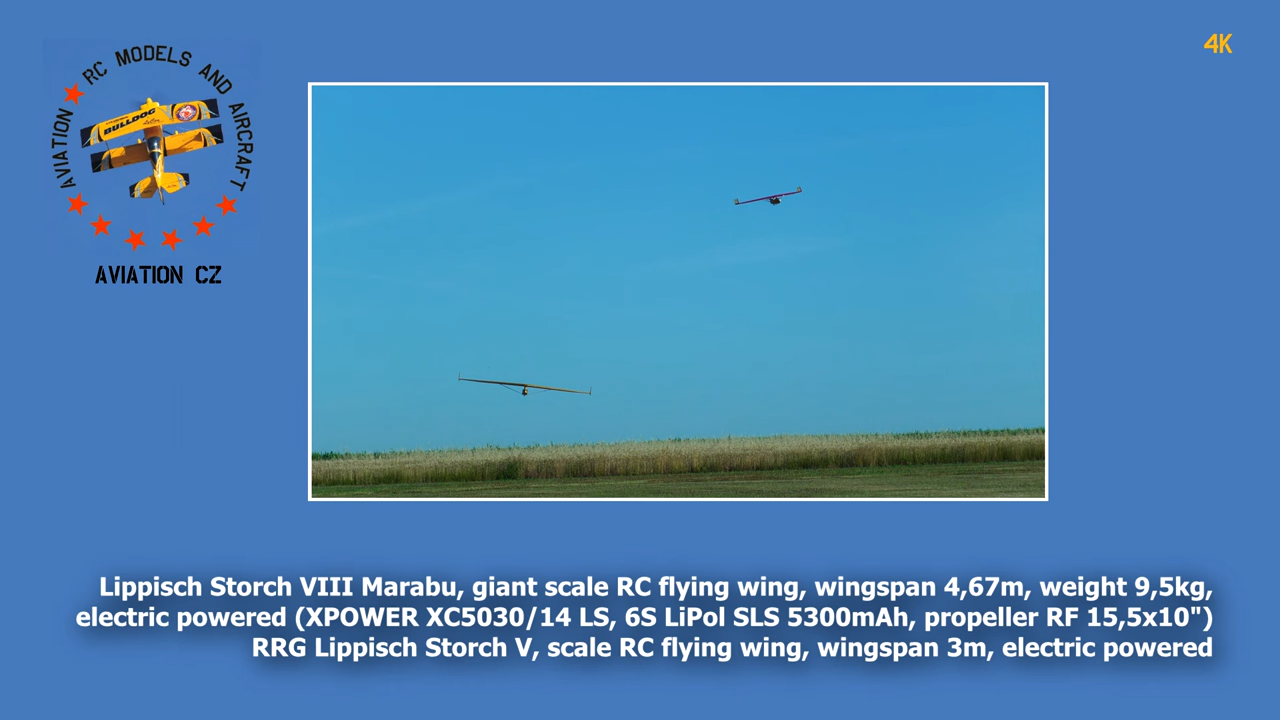 4K
AVIATION ★ RC MODELS AND AIRCRAFT
BULLDOG
AVIATION CZ
Lippisch Storch VIII Marabu, giant scale RC flying wing, wingspan 4,67m, weight 9,5kg,
electric powered (XPOWER XC5030/14 LS, 6S LiPol SLS 5300mAh, propeller RF 15,5x10")
RRG Lippisch Storch V, scale RC flying wing, wingspan 3m, electric powered